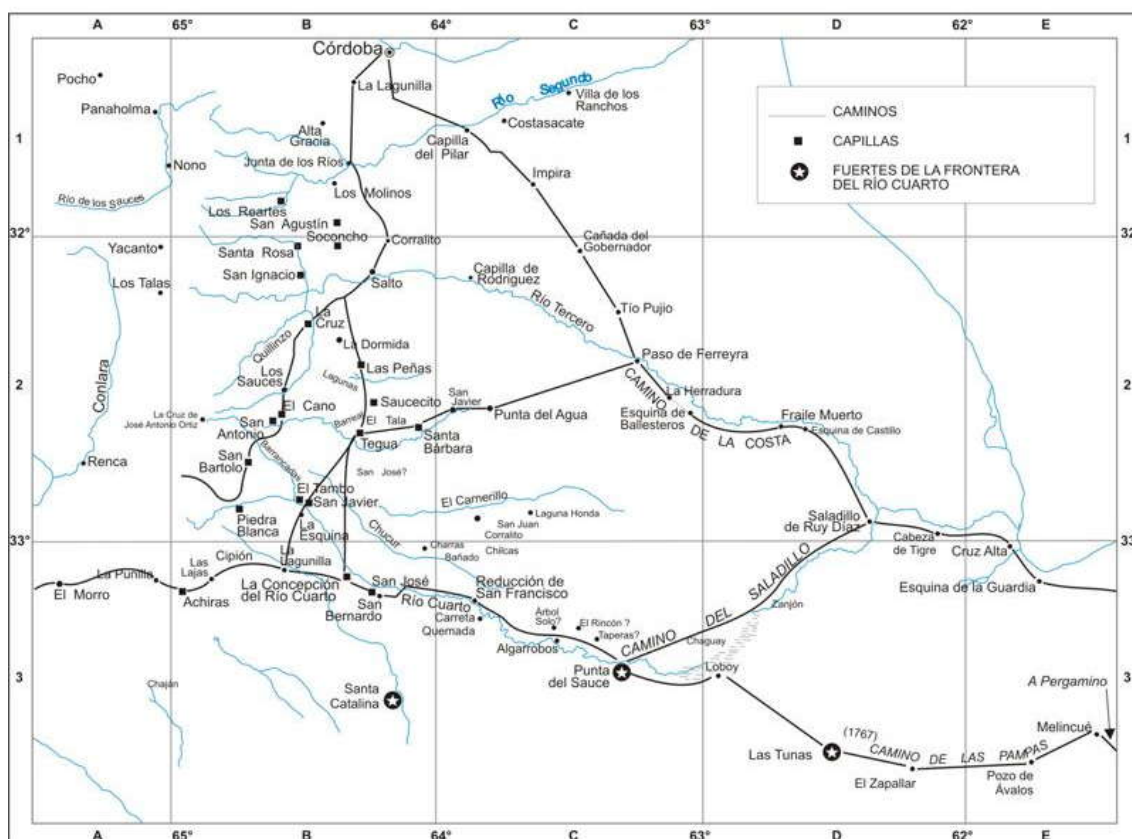 A
65°
B
64°
C
63°
D
62°
E
Córdoba
Pocho
La Lagunilla
Río Segundo
Villa de los
Ranchos
Panaholma
Costasacate
Alta
Gracia
Capilla
del Pilar
1
1
Nono
Junta de los Ríos
Impira
Los Molinos
Río de los Sauces
Los Reartes
San Agustín
CAMINOS
CAPILLAS
FUERTES DE LA FRONTERA
DEL RÍO CUARTO
32°
32°
Soconcho
Corralito
Yacanto
Santa Rosa
Cañada del
Gobernador
San Ignacio
Salto
Capilla de
Rodriguez
Los Talas
Río Tercero
Tío Pujio
La
Cruz
Quillinzo
La Dormida
Paso de Ferreyra
Las Peñas
Conlara
Lagunas
Los
Sauces
2
2
La Herradura
CAMINO
DE LA COSTA
Saucecito
San
Javier
Punta del Agua
El Cano
La Cruz de
José Antonio Ortiz
San
Antonio
Barreal
El Tala
Tegua
Santa
Bárbara
Esquina de
Ballesteros
Fraile Muerto
Esquina de Castillo
Renca
San
Bartolo
Barrancadas
San José?
El Tambo
San Javier
El Camerillo
Piedra
Blanca
La
Esquina
Chucur
San Juan
Corralito
Laguna Honda
Saladillo
de Ruy Díaz
Cabeza
de Tigre
Cruz Alta
33°
33
Charras
Bañado
Chilcas
La Punilla
Las
Lajas
Cipión
La
Lagunilla
El Morro
Achiras
La Concepción
del Río Cuarto
San José
San
Bernardo
Río Cuarto
Reducción de
San Francisco
Carreta
Quemada
Esquina de la Guardia
Arbol
Solo?
El Rincón ?
Taperas?
Algarrobos
CAMINO DEL SALADILLO
Zanjón
Chaguay
Punta
del Sauce
Loboy
3
3
Chaján
Santa
Catalina
A Pergamino
Melincué
(1767)
Las Tunas
CAMINO DE LAS PAMPAS
El Zapallar
Pozo de
Ávalos
A
65°
B
64°
C
63°
D
62°
E